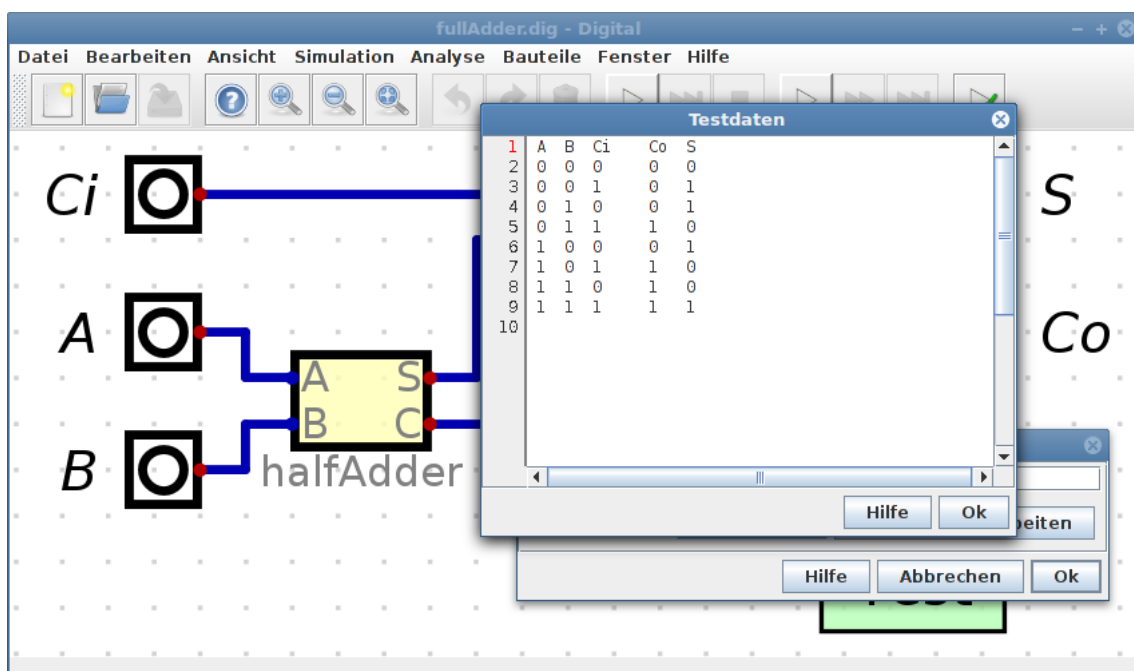 fullAdder.dig - Digital
Datei Bearbeiten Ansicht Simulation Analyse Bauteile Fenster Hilfe
Testdaten
1 A B Ci Co S
2 0 0 0 0 0
3 0 0 1 0 1
4 0 1 0 0 1
5 0 1 1 1 0
6 1 0 0 0 1
7 1 0 1 1 0
8 1 1 0 1 0
9 1 1 1 1 1
10
Hilfe Ok
Ci
S
A
Co
A S
B C
B
halfAdder
beiten
Hilfe Abbrechen Ok
Test